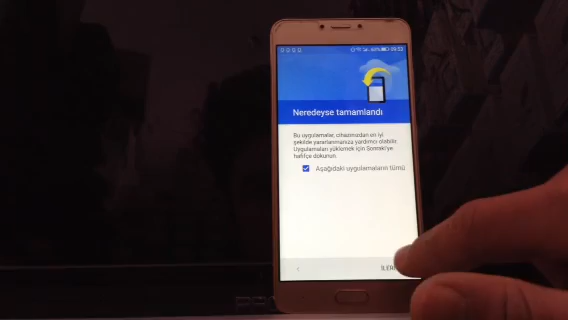 Neredeyse tamamlandı
Bu uygulamalar, cihazınızdan en iyi
şekilde yararlanmanıza yardımcı olabilir.
Uygulamaları yüklemek için Sonraki'ye
hafifçe dokunun.
Aşağıdaki uygulamaların tümü